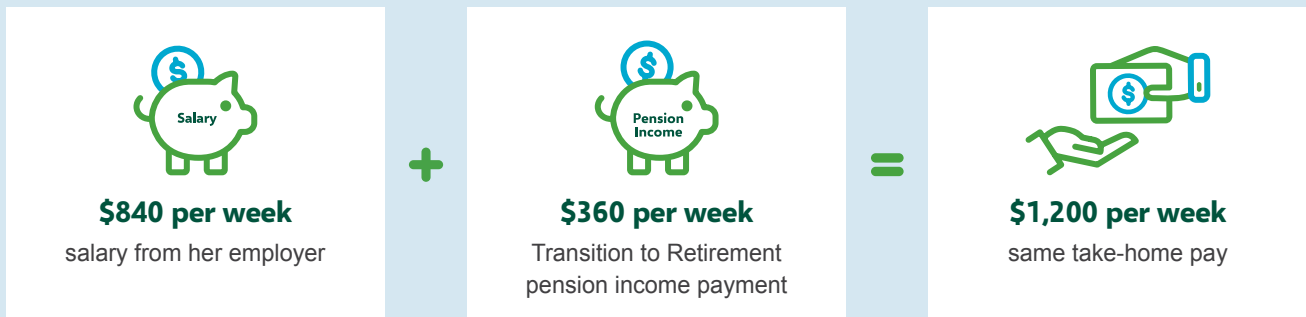 $
Salary
$840 per week
salary from her employer
+
$
Pension
Income
$360 per week
Transition to Retirement
pension income payment
=
$
$1,200 per week
same take-home pay